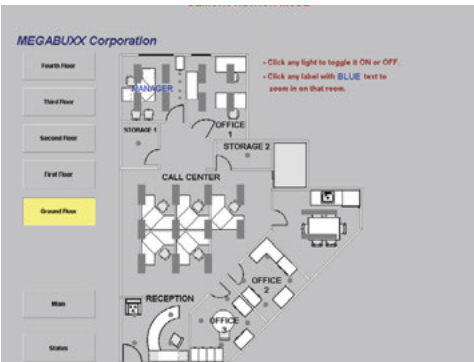 MEGABUXX Corporation
Fourth Floor
Third Floor
Second Floor
First Floor
Ground Floor
Main
Status
- Click any light to toggle it ON or OFF.
- Click any label with BLUE text to
zoom in on that room.
MANAGER
STORAGE 1
OFFICE
1
STORAGE 2
CALL CENTER
RECEPTION
OFFICE
2
OFFICE
3